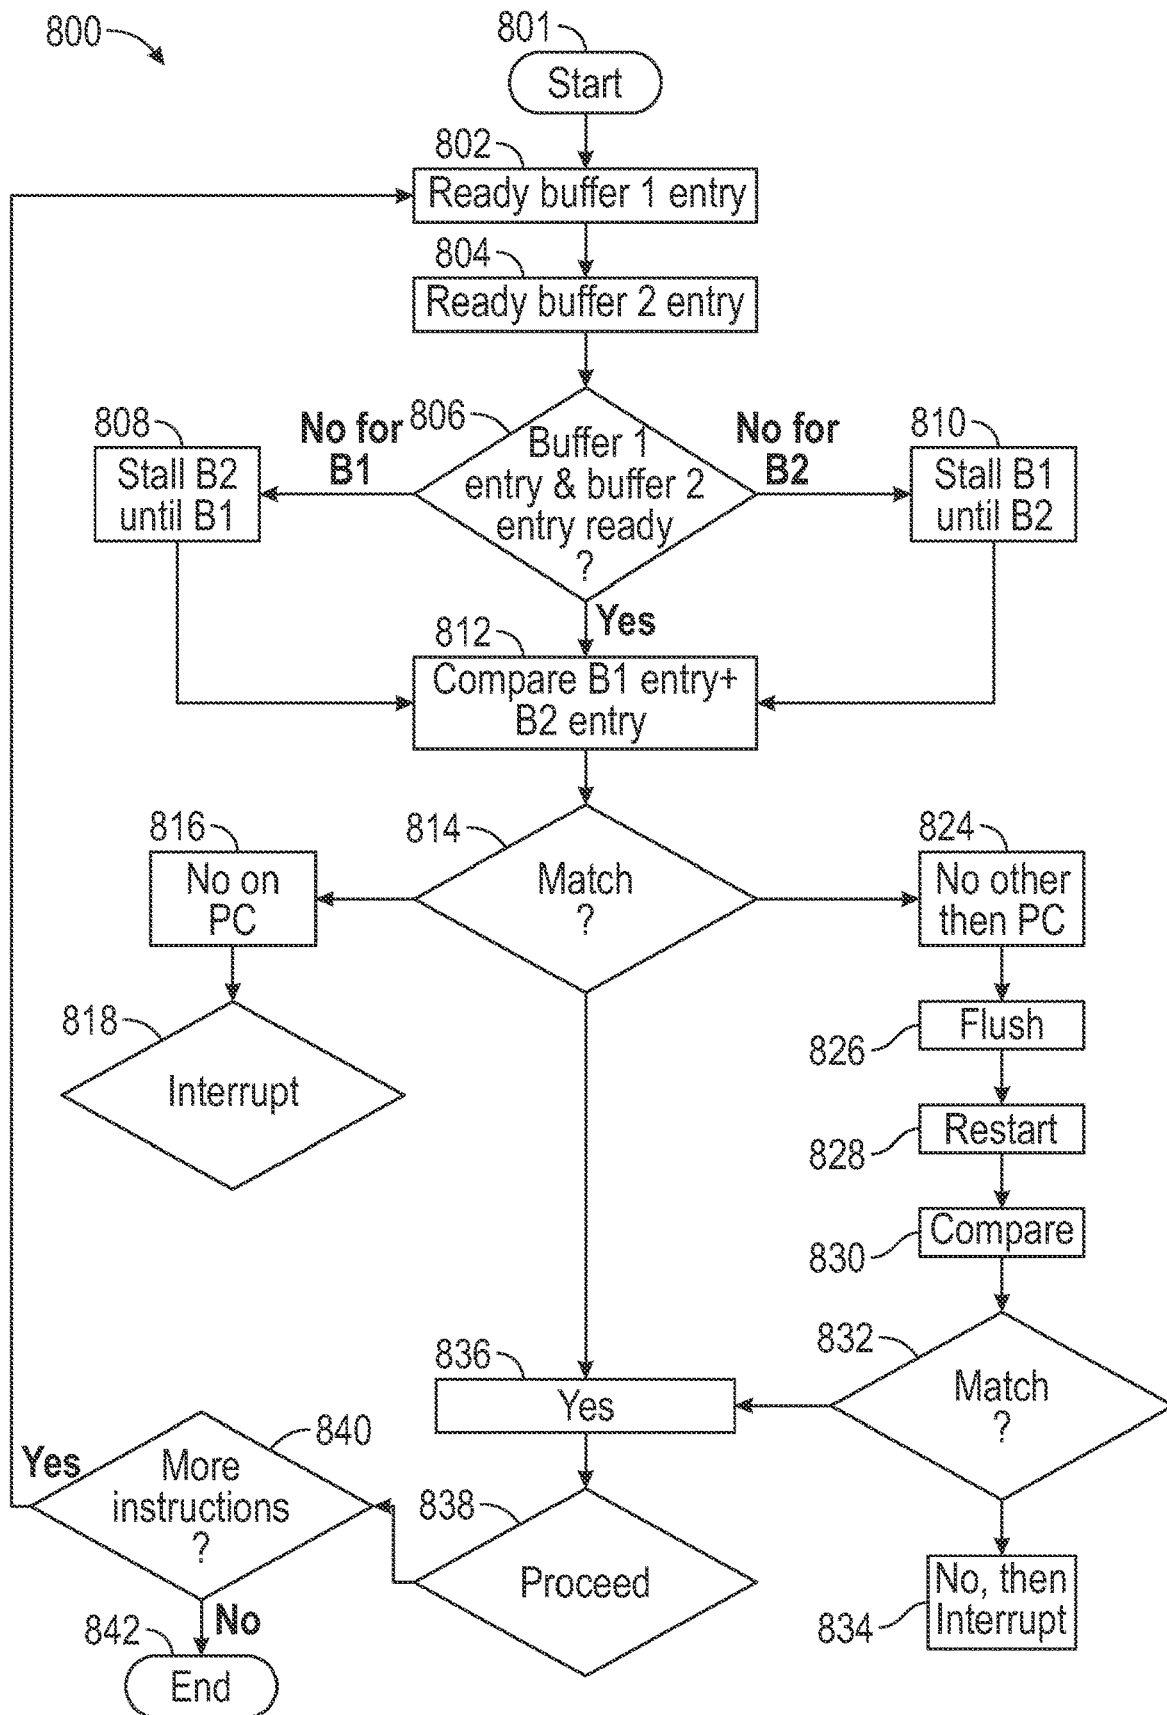 800
801
Start
802
Ready buffer 1 entry
804
Ready buffer 2 entry
806
Buffer 1
entry & buffer 2
entry ready
?
No for
B1
808
Stall B2
until B1
No for
B2
810
Stall B1
until B2
Yes
812
Compare B1 entry+
B2 entry
814
Match
?
816
No on
PC
818
Interrupt
824
No other
then PC
826
Flush
828
Restart
830
Compare
832
Match
?
834
No, then
Interrupt
836
Yes
838
Proceed
840
More
instructions
?
Yes
No
842
End